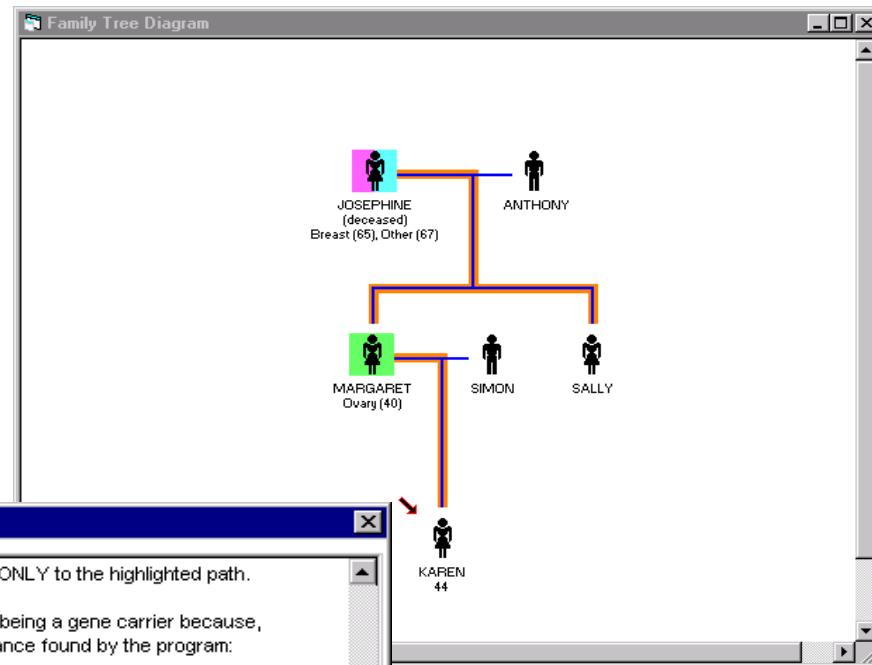 Family Tree Diagram
JOSEPHINE
(deceased)
Breast (65), Other (67)
ANTHONY
MARGARET
Ovary (40)
SIMON
SALLY
KAREN
44
ONLY to the highlighted path.
being a gene carrier because,
ance found by the program: